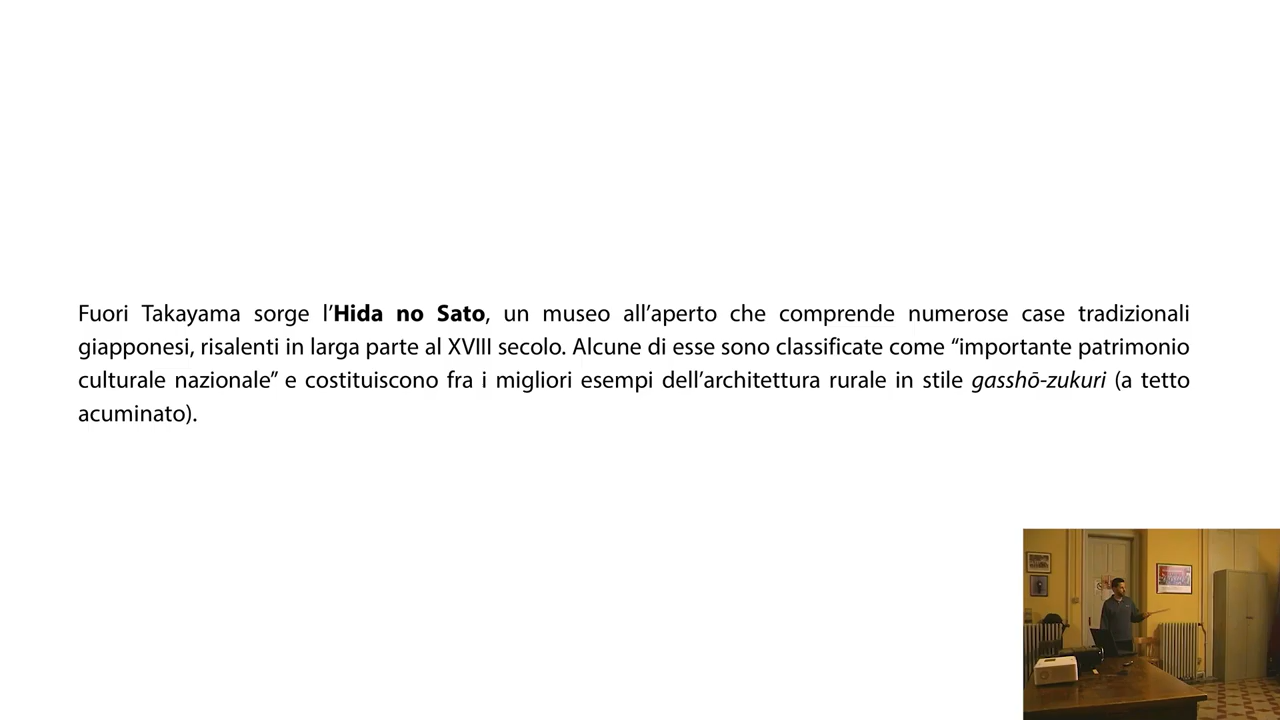 Fuori Takayama sorge l’Hida no Sato, un museo all’aperto che comprende numerose case tradizionali
giapponesi, risalenti in larga parte al XVIII secolo. Alcune di esse sono classificate come “importante patrimonio
culturale nazionale” e costituiscono fra i migliori esempi dell’architettura rurale in stile gasshō-zukuri (a tetto
acuminato).